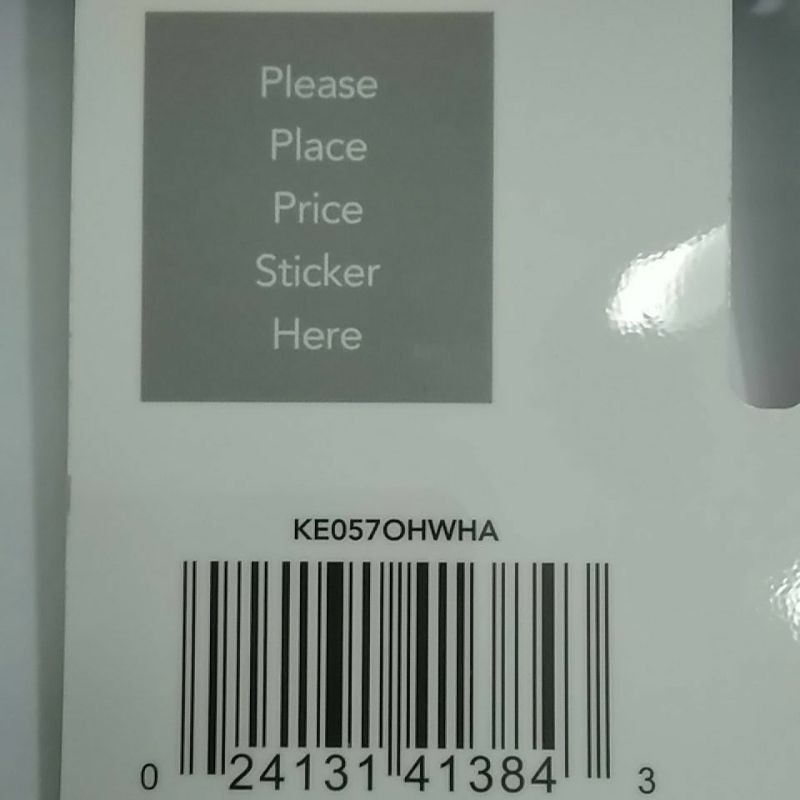 Please
Place
Price
Sticker
Here
KE057OHWHA
0 24131 41384 3